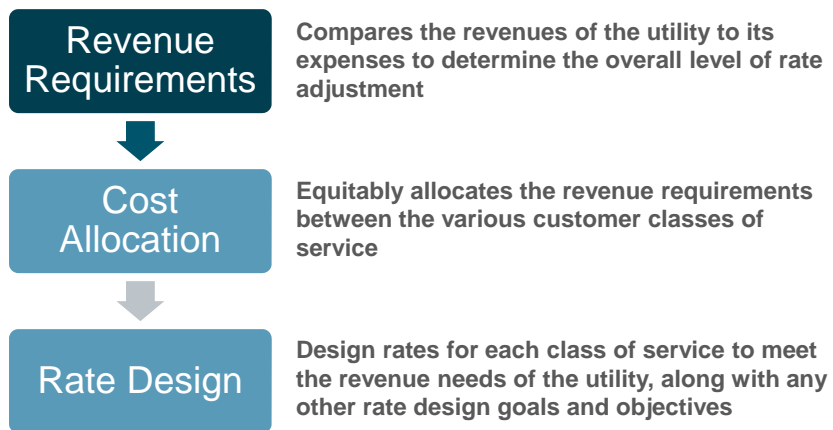 Revenue
Requirements
Compares the revenues of the utility to its
expenses to determine the overall level of rate
adjustment
Cost
Allocation
Equitably allocates the revenue requirements
between the various customer classes of
service
Rate Design
Design rates for each class of service to meet
the revenue needs of the utility, along with any
other rate design goals and objectives